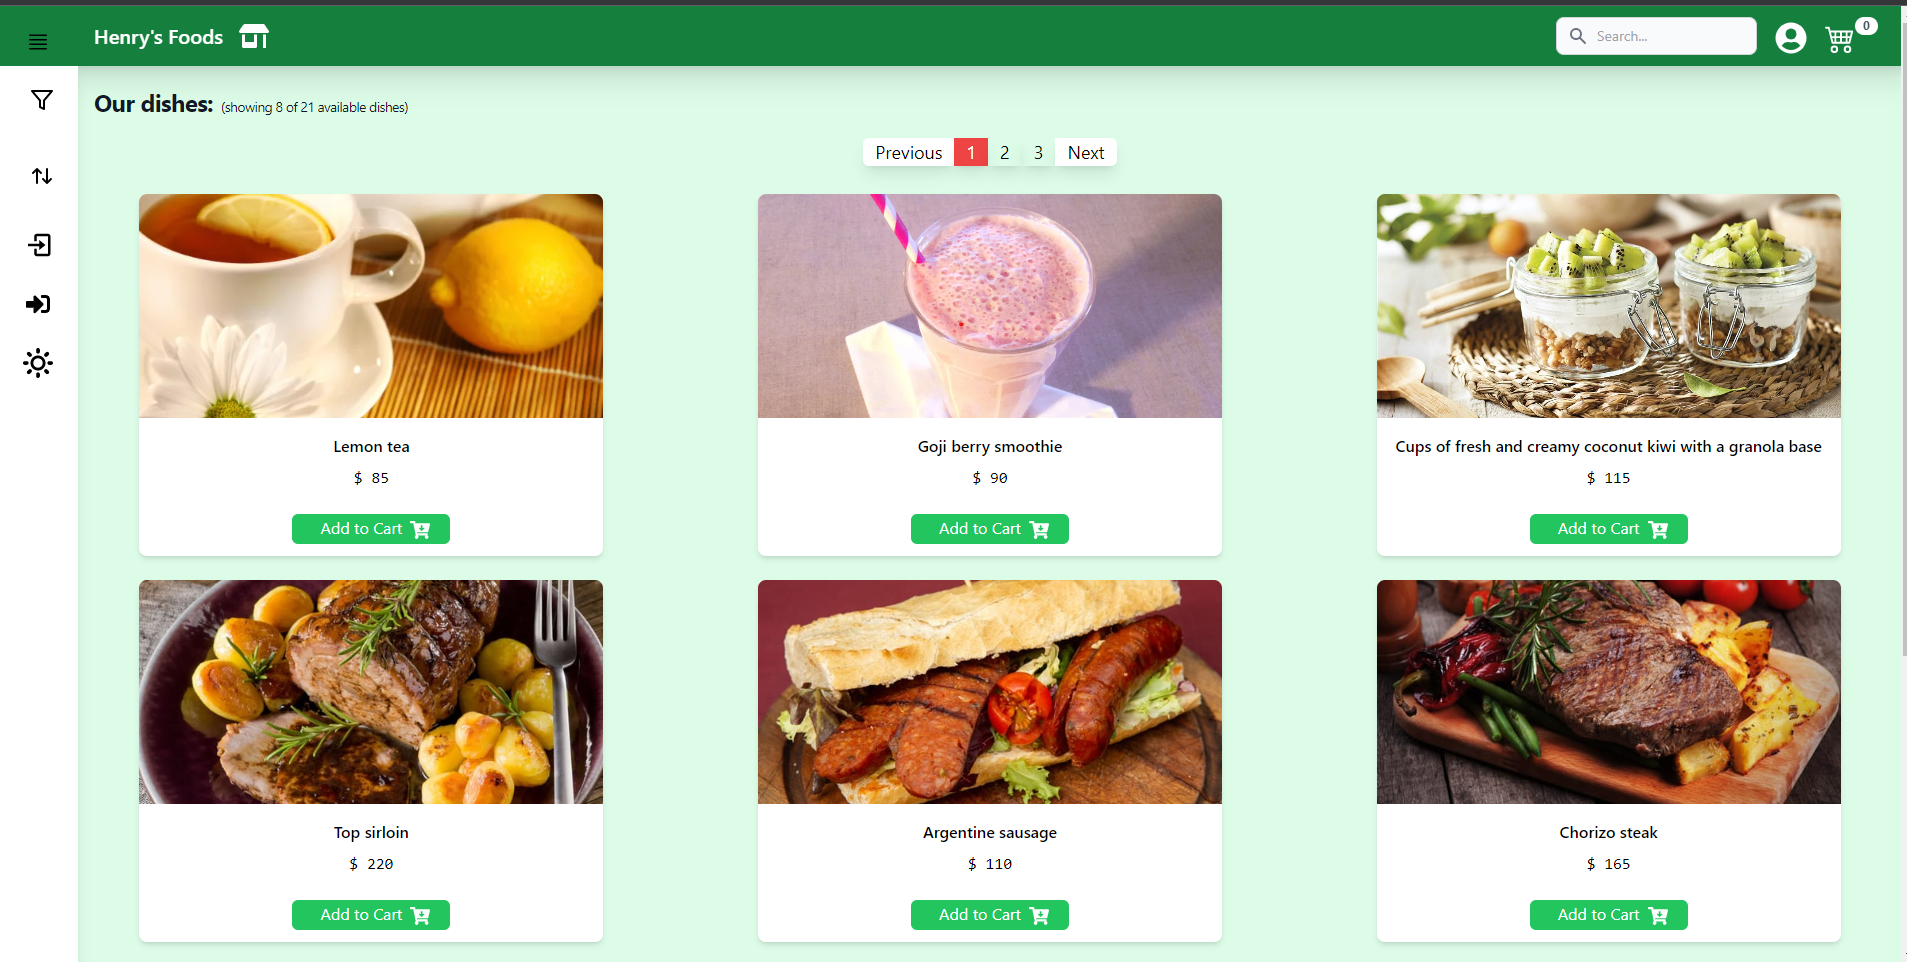 Henry's Foods
Search...
0
Our dishes: (showing 8 of 21 available dishes)
Previous 1 2 3 Next
Lemon tea
$ 85
Add to Cart
Goji berry smoothie
$ 90
Add to Cart
Cups of fresh and creamy coconut kiwi with a granola base
$ 115
Add to Cart
Top sirloin
$ 220
Add to Cart
Argentine sausage
$ 110
Add to Cart
Chorizo steak
$ 165
Add to Cart